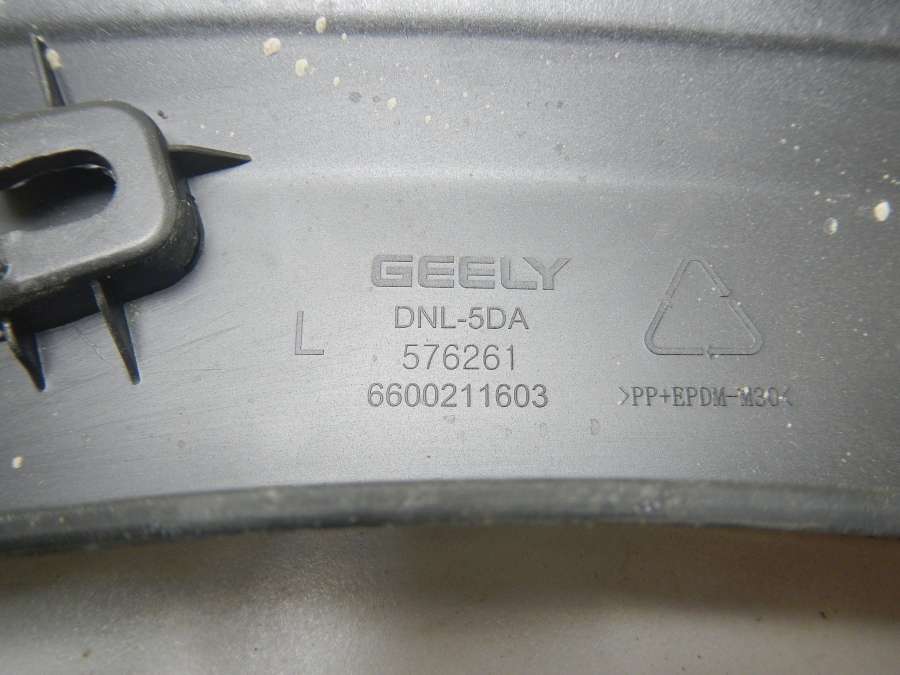 GEELY
DNL-5DA
L
576261
6600211603
>PP+EPDM-M30<